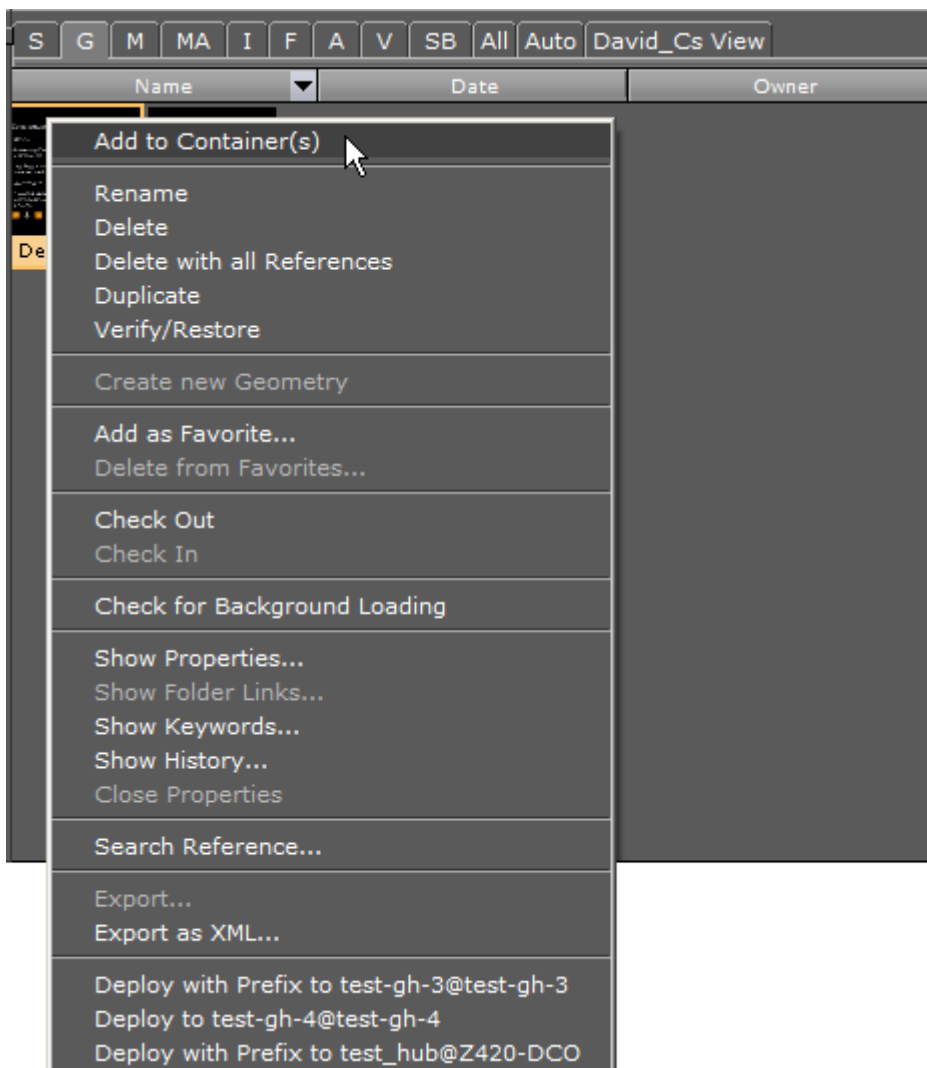 S G M MA I F A V SB All Auto David_Cs View
Name Date Owner
Add to Container(s)
Rename
Delete
De
Delete with all References
Duplicate
Verify/Restore
Create new Geometry
Add as Favorite...
Delete from Favorites...
Check Out
Check In
Check for Background Loading
Show Properties...
Show Folder Links...
Show Keywords...
Show History...
Close Properties
Search Reference...
Export...
Export as XML...
Deploy with Prefix to test-gh-3@test-gh-3
Deploy to test-gh-4@test-gh-4
Deploy with Prefix to test_hub@Z420-DCO